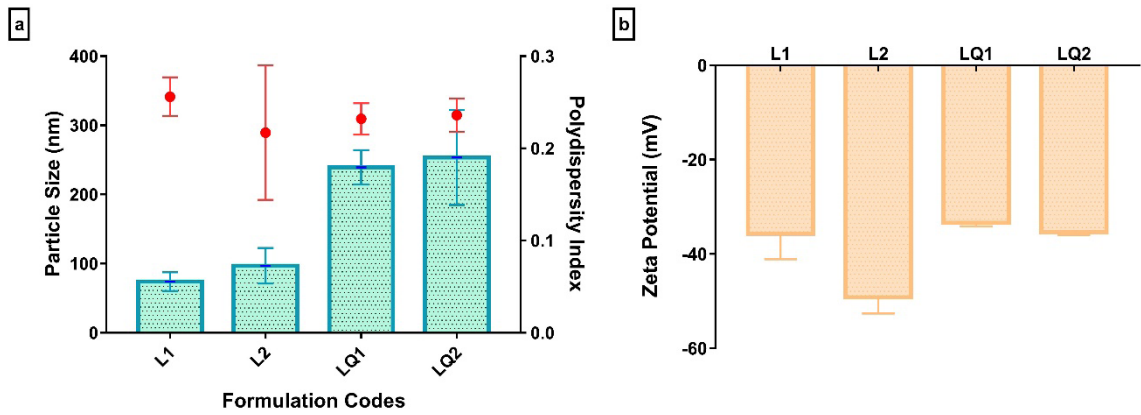 a
Particle Size (nm)
400
300
200
100
0
Polydispersity Index
0.3
0.2
0.1
0.0
L1
L2
LQ1
LQ2
Formulation Codes
b
Zeta Potential (mV)
0
-20
-40
-60
L1
L2
LQ1
LQ2